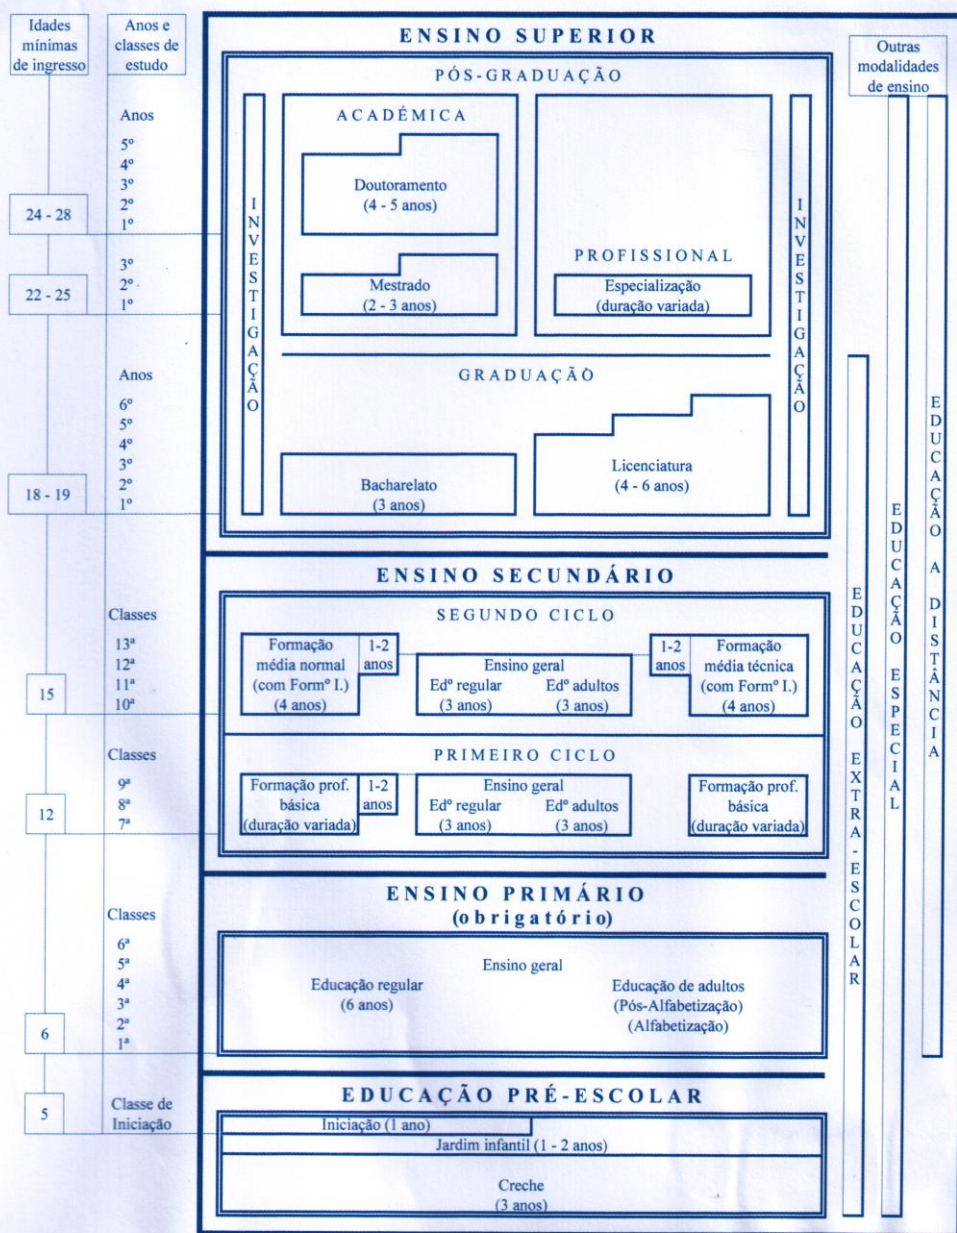 Idades
mínimas
de ingresso
Anos e
classes de
estudo
ENSINO SUPERIOR
Outras
modalidades
de ensino
PÓS-GRADUAÇÃO
Anos
5º
4º
3º
2º
1º
24 - 28
3º
2º
1º
22 - 25
INVESTIGAÇÃO
ACADÉMICA
Doutoramento
(4 - 5 anos)
Mestrado
(2 - 3 anos)
PROFISSIONAL
Especialização
(duração variada)
INVESTIGAÇÃO
GRADUAÇÃO
Anos
6º
5º
4º
3º
2º
1º
18 - 19
Bacharelato
(3 anos)
Licenciatura
(4 - 6 anos)
ENSINO SECUNDÁRIO
SEGUNDO CICLO
Classes
13ª
12ª
11ª
10ª
15
Formação
média normal
(com Formº I.)
(4 anos)
1-2
anos
Ensino geral
Edº regular
(3 anos)
Edº adultos
(3 anos)
1-2
anos
Formação
média técnica
(com Formº I.)
(4 anos)
PRIMEIRO CICLO
Classes
9ª
8ª
7ª
12
Formação prof.
básica
(duração variada)
1-2
anos
Ensino geral
Edº regular
(3 anos)
Edº adultos
(3 anos)
Formação prof.
básica
(duração variada)
ENSINO PRIMÁRIO
(obrigatório)
Classes
6ª
5ª
4ª
3ª
2ª
1ª
6
Ensino geral
Educação regular
(6 anos)
Educação de adultos
(Pós-Alfabetização)
(Alfabetização)
EDUCAÇÃO PRÉ-ESCOLAR
5
Classe de
Iniciação
Iniciação (1 ano)
Jardim infantil (1 - 2 anos)
Creche
(3 anos)
EDUCAÇÃO EXTRA-ESCOLAR
EDUCAÇÃO ESPECIAL
EDUCAÇÃO A DISTÂNCIA